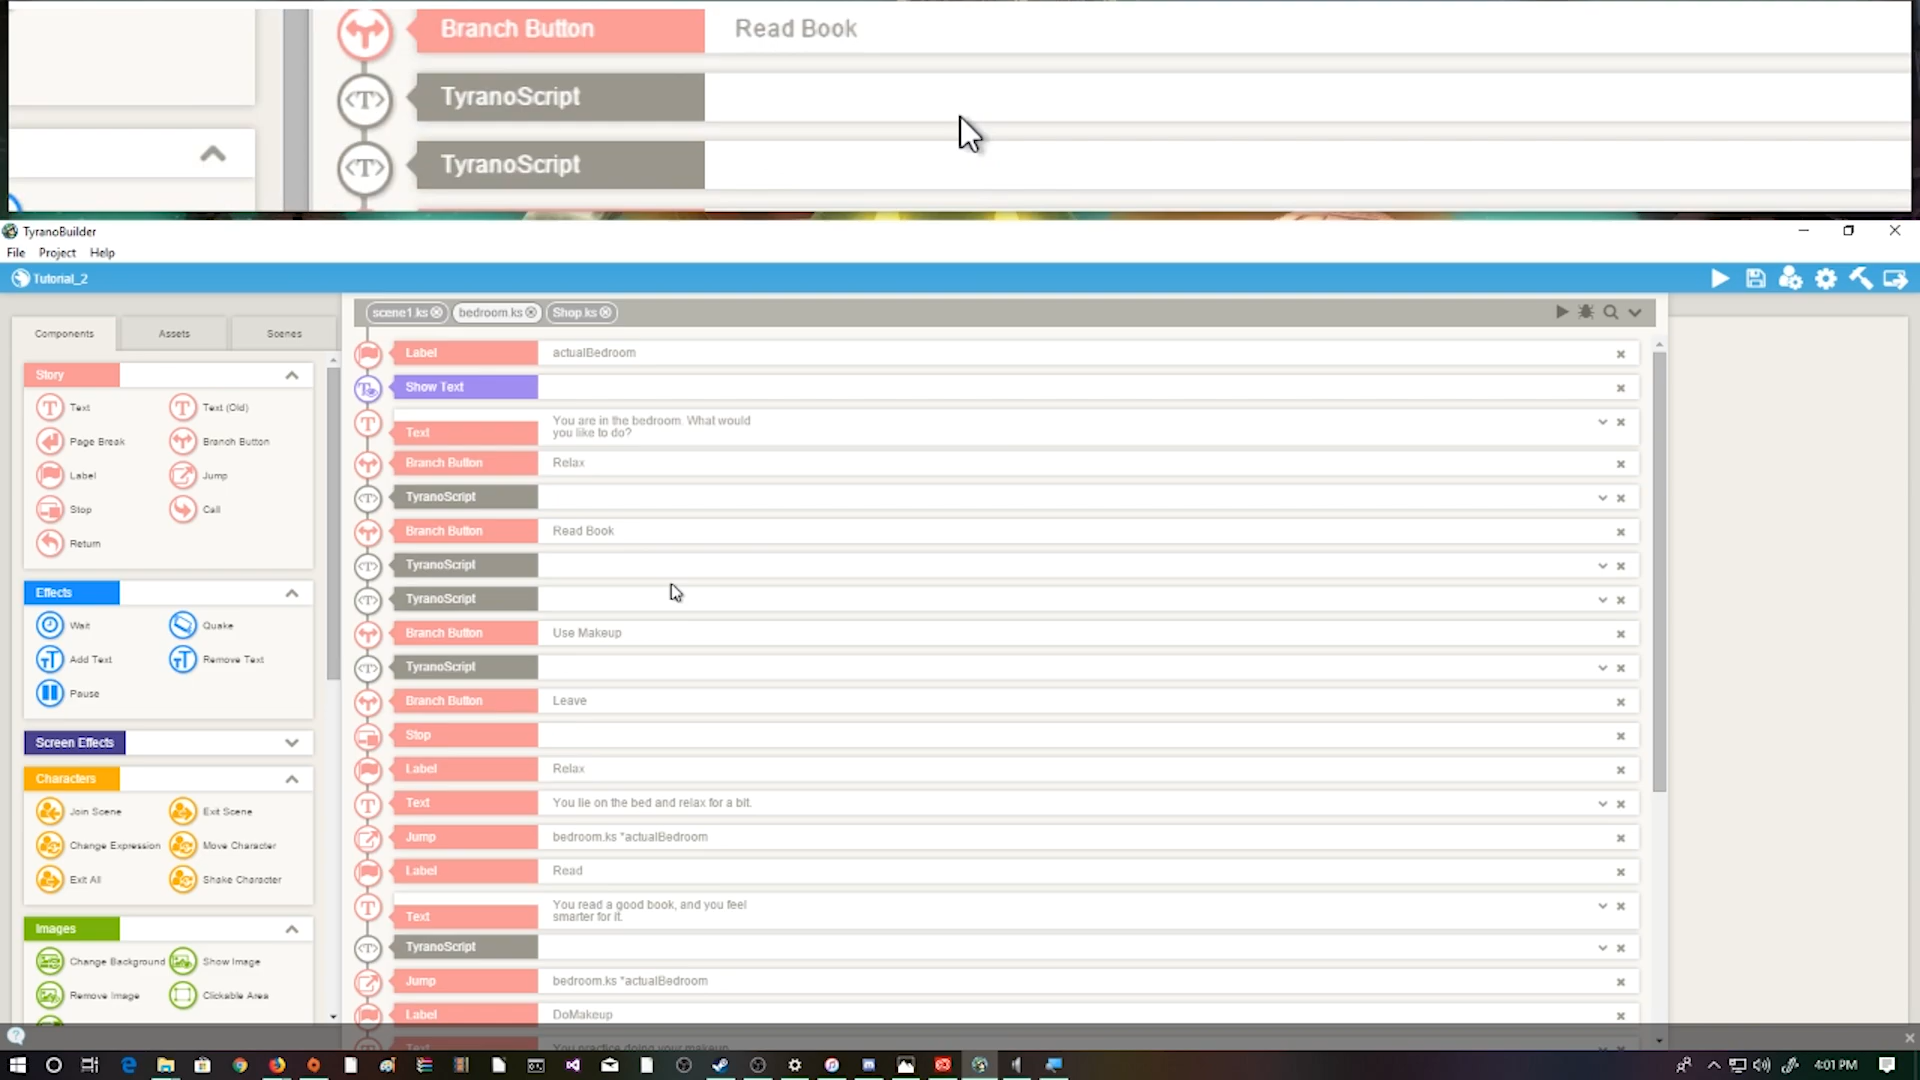 Branch Button Read Book
TyranoScript
TyranoScript
TyranoBuilder
File Project Help
Tutorial_2
Components Assets Scenes
Story
Text Text (Old)
Page Break Branch Button
Label Jump
Stop Call
Return
Effects
Wait Quake
Add Text Remove Text
Pause
Screen Effects
Characters
Join Scene Exit Scene
Change Expression Move Character
Exit All Shake Character
Images
Change Background Show Image
Remove Image Clickable Area
scene1.ks bedroom.ks Shop.ks
Label actualBedroom
Show Text
Text You are in the bedroom. What would
you like to do?
Branch Button Relax
TyranoScript
Branch Button Read Book
TyranoScript
TyranoScript
Branch Button Use Makeup
TyranoScript
Branch Button Leave
Stop
Label Relax
Text You lie on the bed and relax for a bit.
Jump bedroom.ks *actualBedroom
Label Read
Text You read a good book, and you feel
smarter for it.
TyranoScript
Jump bedroom.ks *actualBedroom
Label DoMakeup
Text You practice doing your makeup
4:01 PM